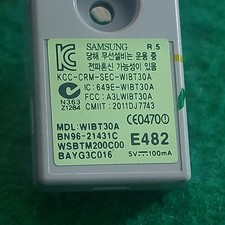 SAMSUNG R.5
당해 무선설비는 운용 중
전파혼신 가능성이 있음
KCC-CRM-SEC-WIBT30A
IC:649E-WIBT30A
FCC: A3LWIBT30A
CMIIT: 2011DJ7743
N363
Z1284
MDL:WIBT30A
CE0470!
BN96-21431C
WSBTM200C00 E482
BAYG3C016 5V⎓100mA